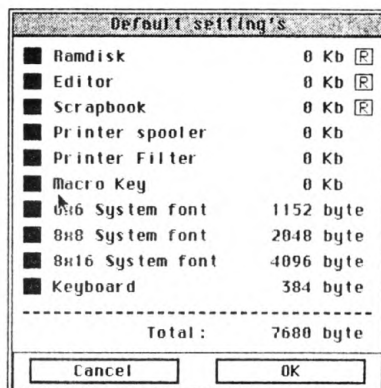 Default setting's
Ramdisk 0 Kb R
Editor 0 Kb R
Scrapbook 0 Kb R
Printer spooler 0 Kb
Printer Filter 0 Kb
Macro Key 0 Kb
6x6 System font 1152 byte
8x8 System font 2048 byte
8x16 System font 4096 byte
Keyboard 384 byte
Total: 7680 byte
Cancel OK